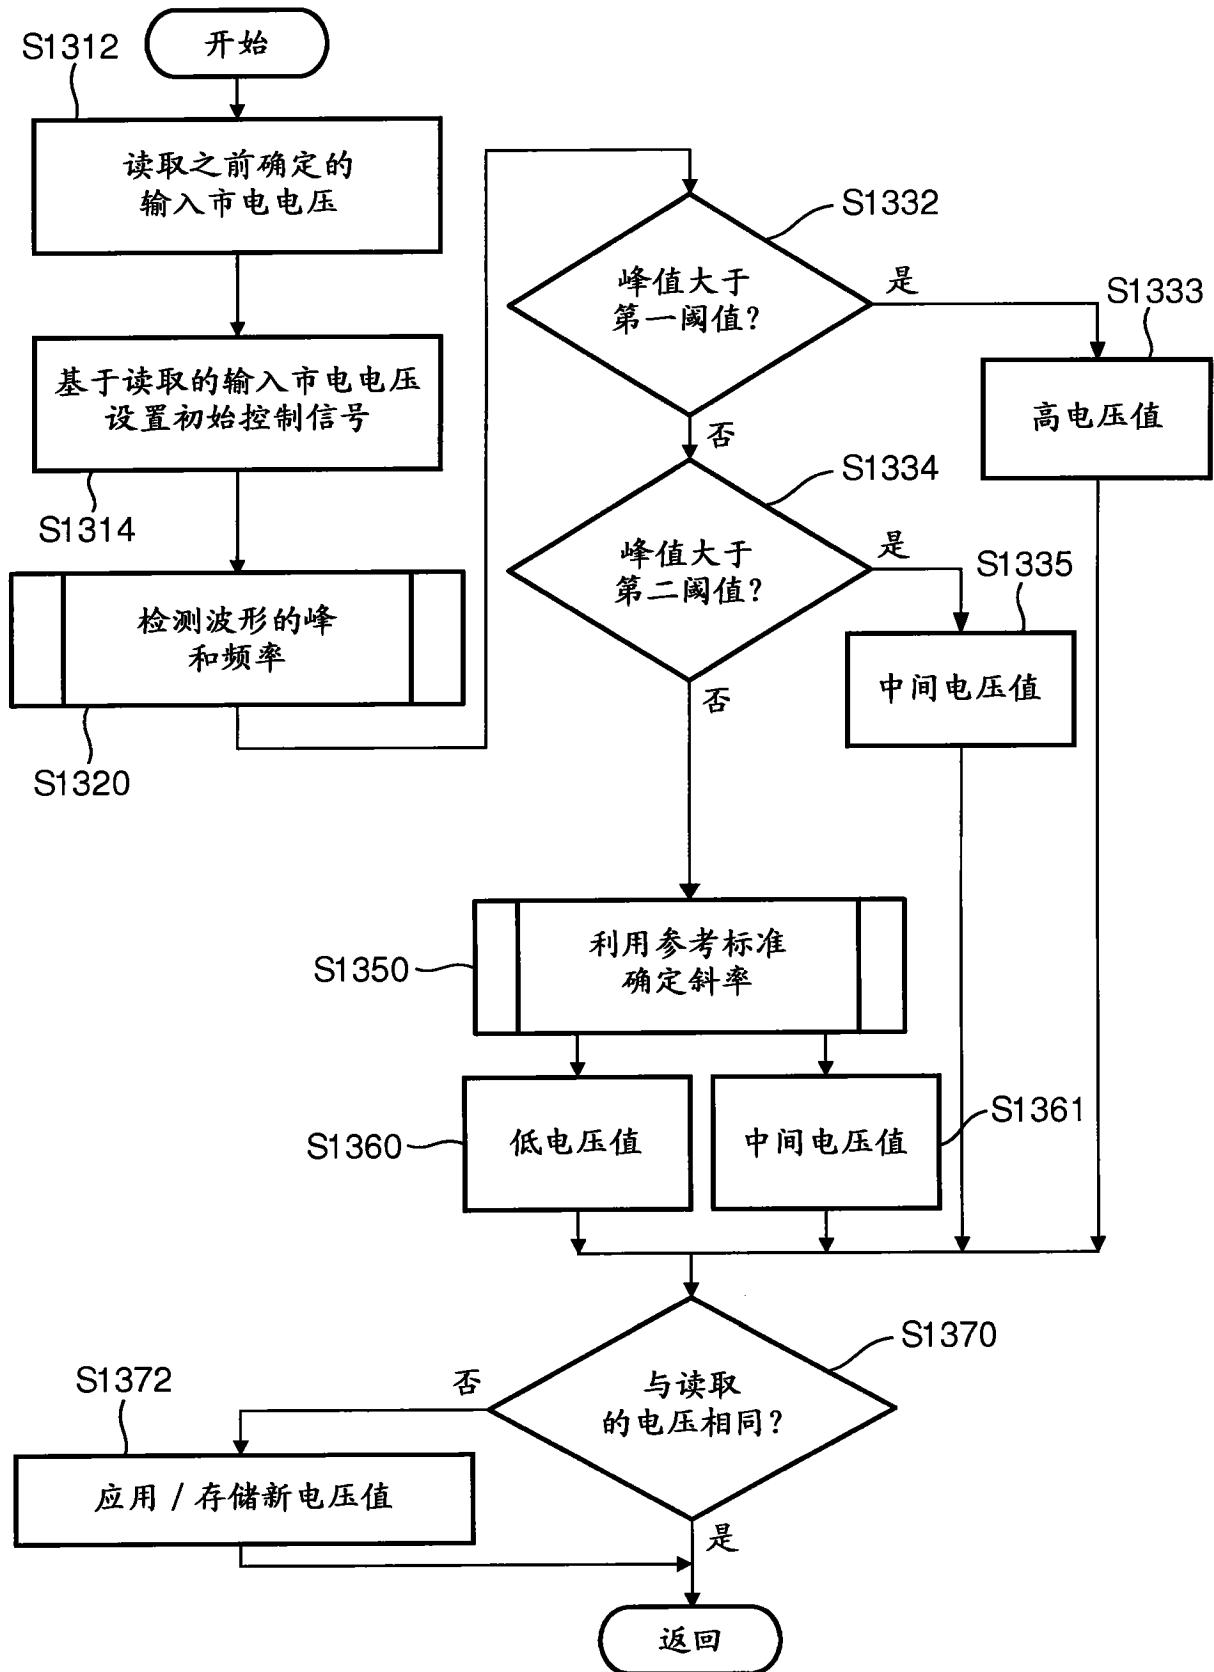 开始
S1312
读取之前确定的
输入市电电压
基于读取的输入市电电压
设置初始控制信号
S1314
检测波形的峰
和频率
S1320
S1332
峰值大于
第一阈值?
是
S1333
高电压值
否
S1334
峰值大于
第二阈值?
是
S1335
中间电压值
否
利用参考标准
确定斜率
S1350
低电压值
S1360
中间电压值
S1361
S1370
与读取
的电压相同?
否
S1372
应用 / 存储新电压值
是
返回